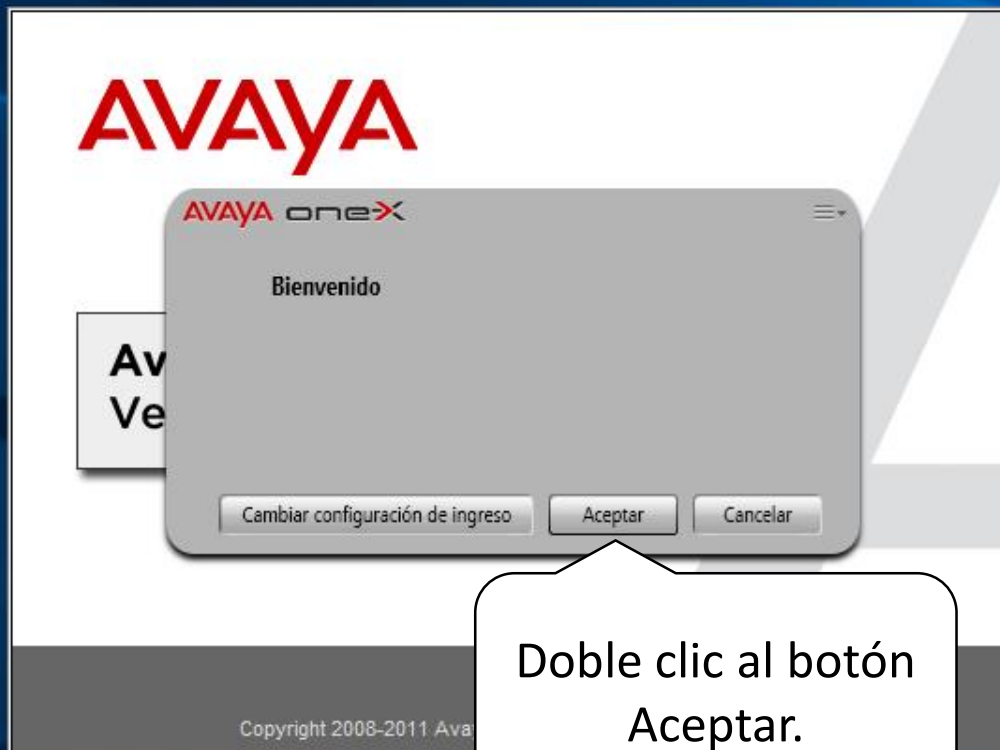 AVAYA
AVAYA one-X
Bienvenido
Av
Ve
Cambiar configuración de ingreso
Aceptar
Cancelar
Doble clic al botón
Aceptar.
Copyright 2008-2011 Ava